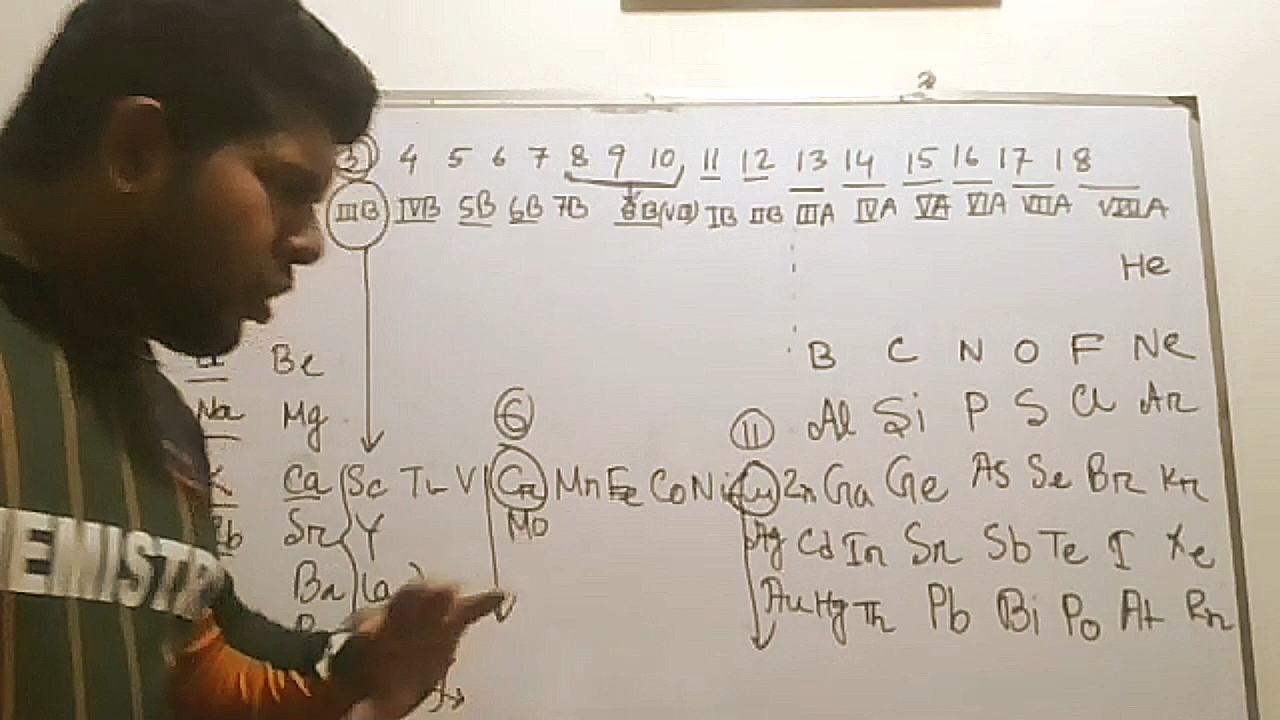 3 4 5 6 7 8 9 10 11 12 13 14 15 16 17 18
IIIB IVB 5B 6B 7B 8B(VIII) IB IIB IIIA IVA VA VIA VIIA VIIIA
He
Be B C N O F Ne
Na Mg Al Si P S Cl Ar
6 11
K Ca Sc Ti V Cr Mn Fe Co Ni Cu Zn Ga Ge As Se Br Kr
Rb Sr Y Mo Ag Cd In Sn Sb Te I Xe
Ba La Au Hg Th Pb Bi Po At Rn
EMISTR